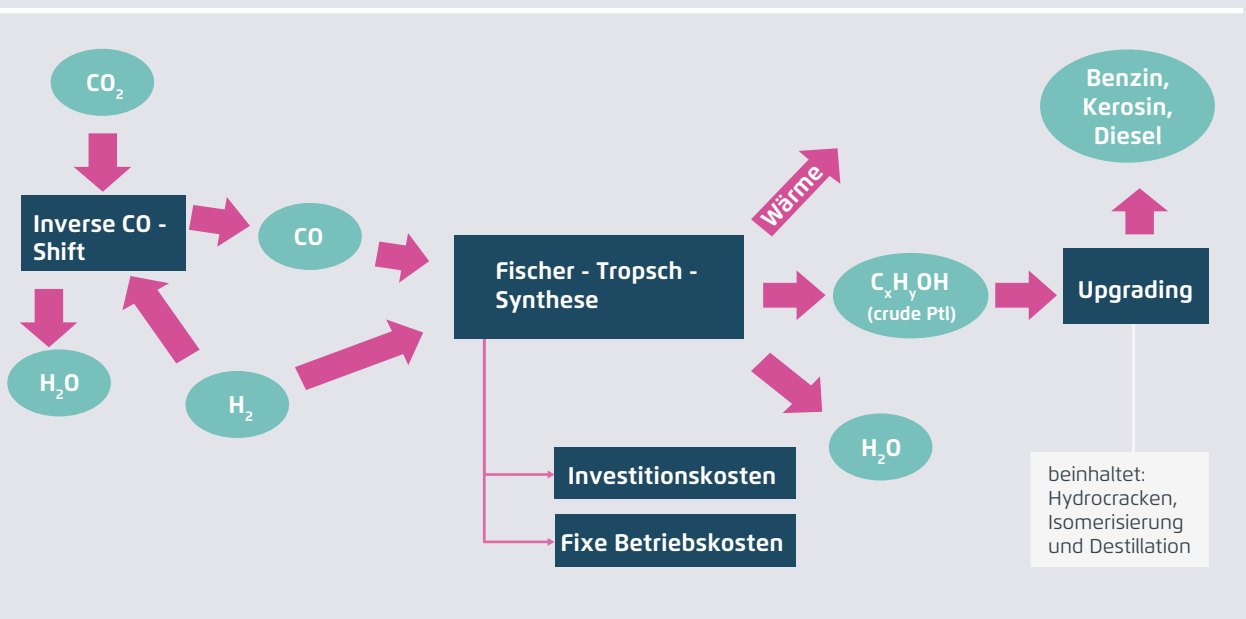 CO₂
Inverse CO -
Shift
CO
H₂O
H₂
Fischer - Tropsch -
Synthese
Wärme
CₓHᵧOH
(crude Ptl)
H₂O
Upgrading
Benzin,
Kerosin,
Diesel
Investitionskosten
Fixe Betriebskosten
beinhaltet:
Hydrocracken,
Isomerisierung
und Destillation